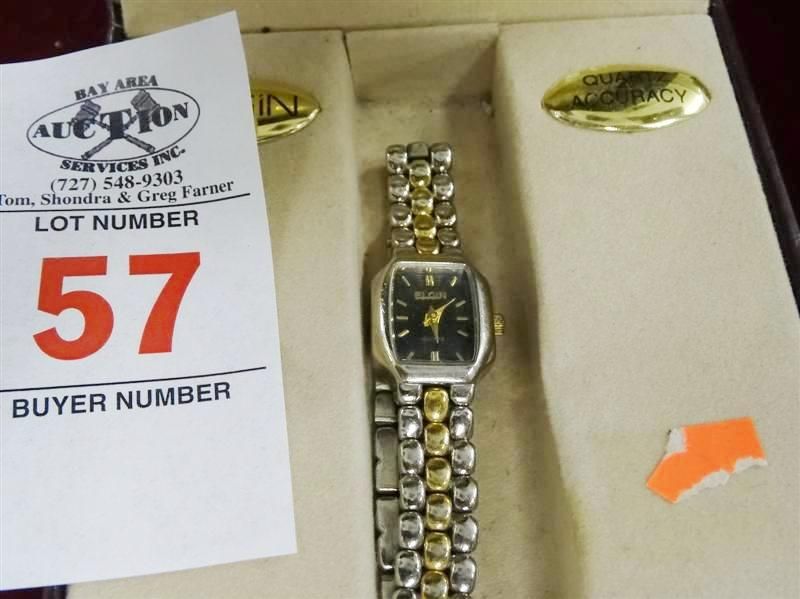 BAY AREA
AUCTION
SERVICES INC.
(727) 548-9303
Tom, Shondra & Greg Farner
LOT NUMBER
57
BUYER NUMBER
QUARTZ
ACCURACY
ELGIN